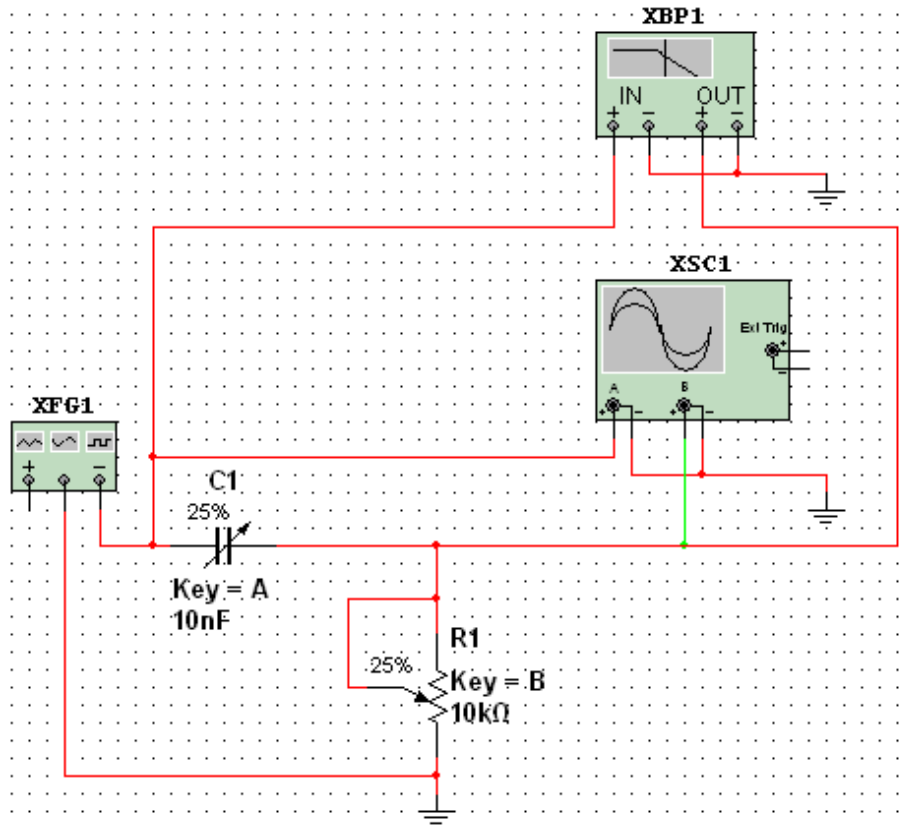 XBP1
IN OUT
+ − + −
XSC1
Ext Trig
+
−
A B
+ − + −
XFG1
+ −
C1
25%
Key = A
10nF
R1
25%
Key = B
10kΩ